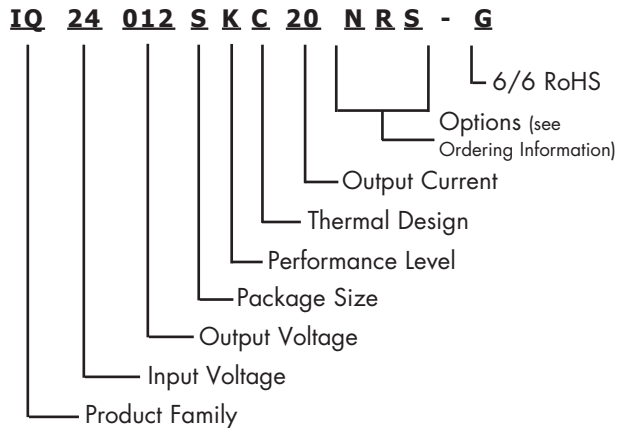 IQ 24 012 S K C 20 N R S - G
6/6 RoHS
Options (see
Ordering Information)
Output Current
Thermal Design
Performance Level
Package Size
Output Voltage
Input Voltage
Product Family